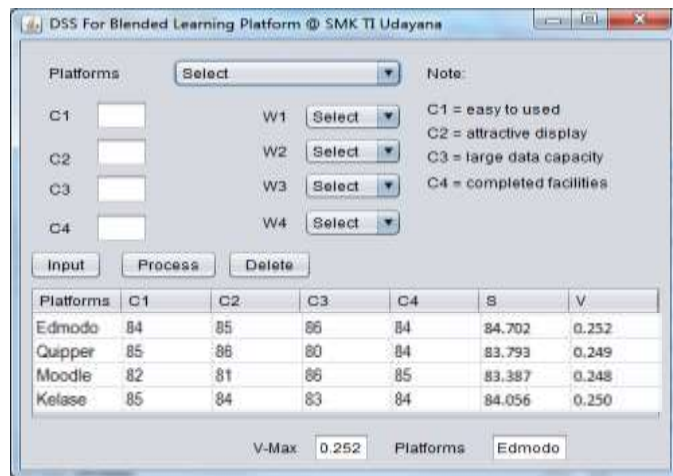 DSS For Blended Learning Platform @ SMK TI Udayana
Platforms Select Note:
C1 W1 Select C1 = easy to used
C2 W2 Select C2 = attractive display
C3 W3 Select C3 = large data capacity
C4 W4 Select C4 = completed facilities
Input Process Delete
Platforms C1 C2 C3 C4 S V
Edmodo 84 85 86 84 84.702 0.252
Quipper 85 86 80 84 83.793 0.249
Moodle 82 81 86 85 83.387 0.248
Kelase 85 84 83 84 84.056 0.250
V-Max 0.252 Platforms Edmodo